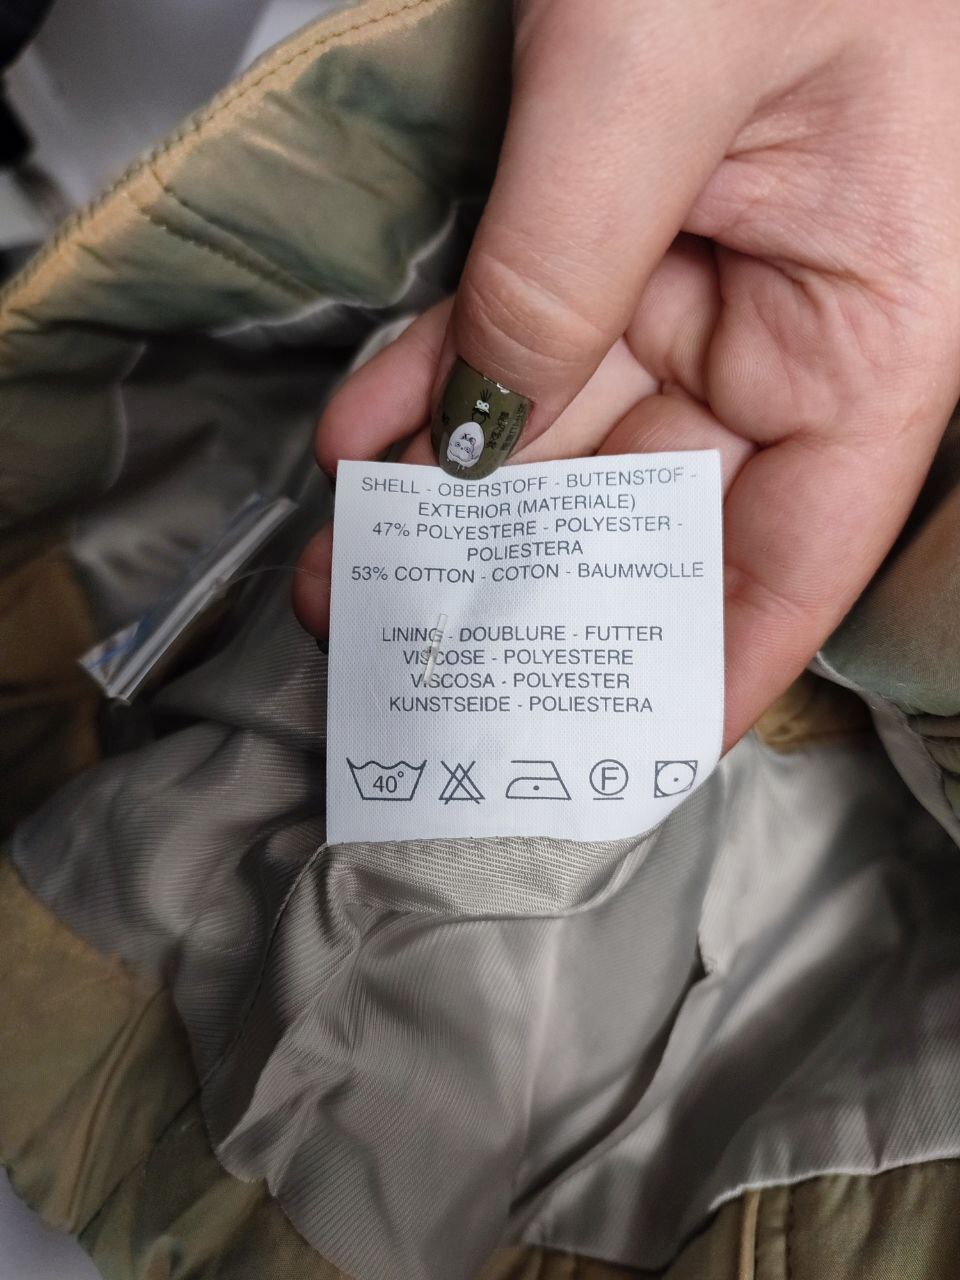 SHELL - OBERSTOFF - BUTENSTOF -
EXTERIOR (MATERIALE)
47% POLYESTERE - POLYESTER -
POLIESTERA
53% COTTON - COTON - BAUMWOLLE
LINING - DOUBLURE - FUTTER
VISCOSE - POLYESTERE
VISCOSA - POLYESTER
KUNSTSEIDE - POLIESTERA
40° F